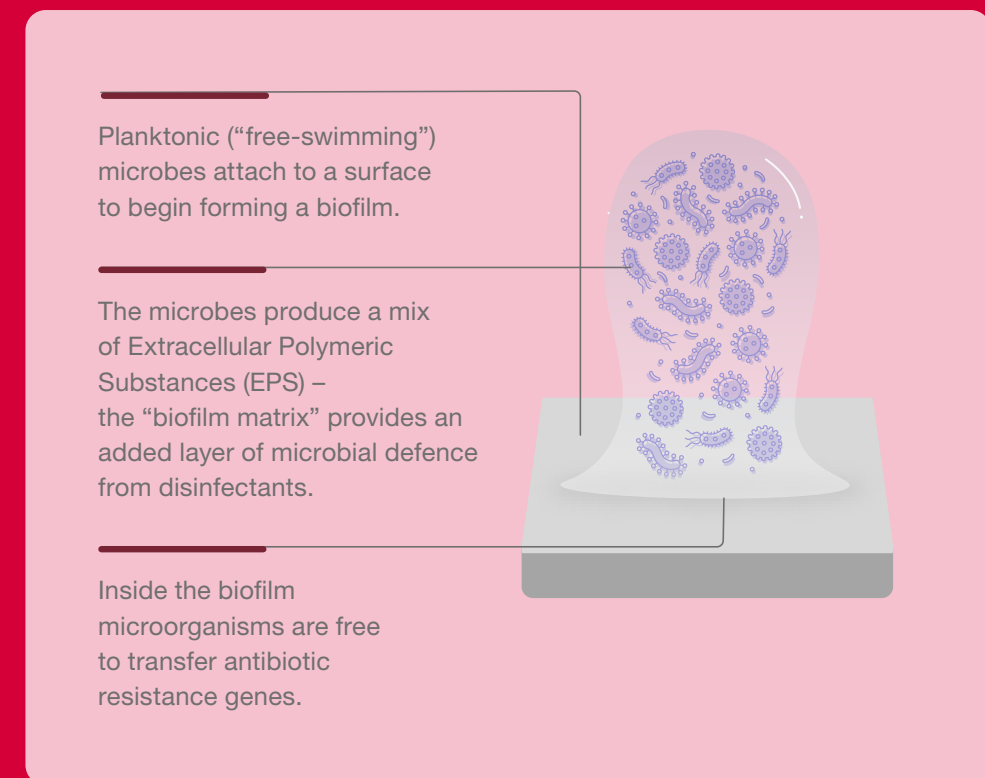 Planktonic (“free-swimming”)
microbes attach to a surface
to begin forming a biofilm.
The microbes produce a mix
of Extracellular Polymeric
Substances (EPS) –
the “biofilm matrix” provides an
added layer of microbial defence
from disinfectants.
Inside the biofilm
microorganisms are free
to transfer antibiotic
resistance genes.